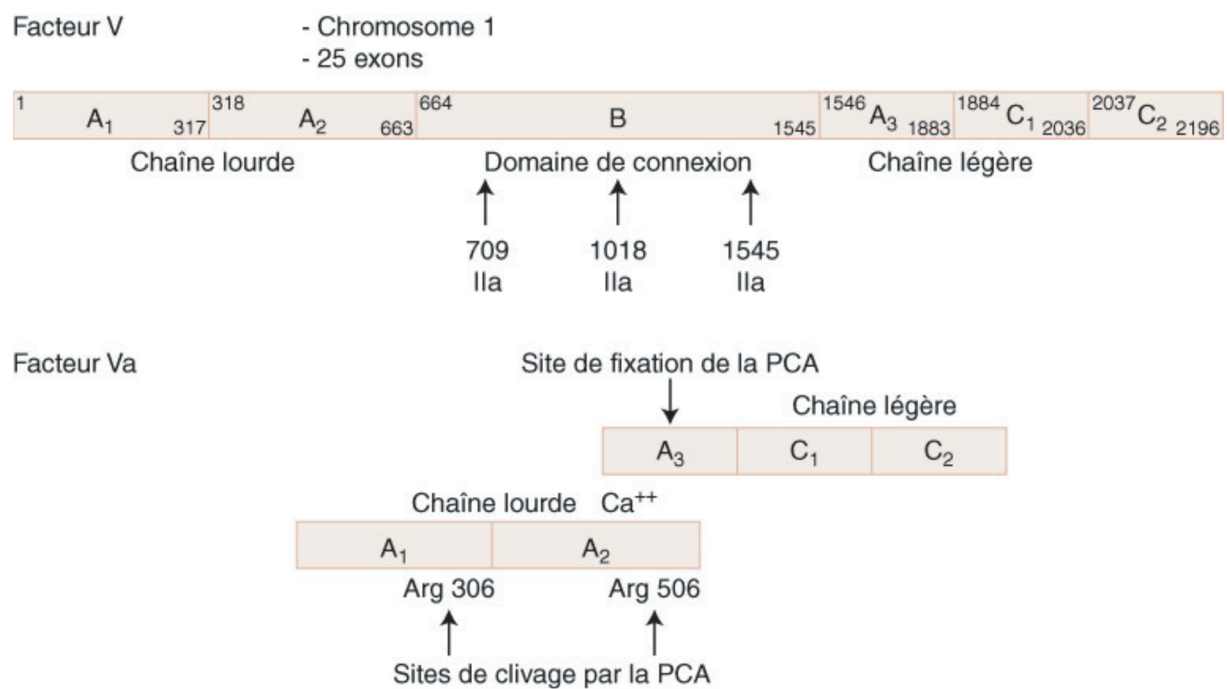 Facteur V - Chromosome 1
- 25 exons
1 A1 317 318 A2 663 664 B 1545 1546 A3 1883 1884 C1 2036 2037 C2 2196
Chaîne lourde Domaine de connexion Chaîne légère
709 1018 1545
IIa IIa IIa
Facteur Va Site de fixation de la PCA
Chaîne légère
A3 C1 C2
Chaîne lourde Ca++
A1 A2
Arg 306 Arg 506
Sites de clivage par la PCA